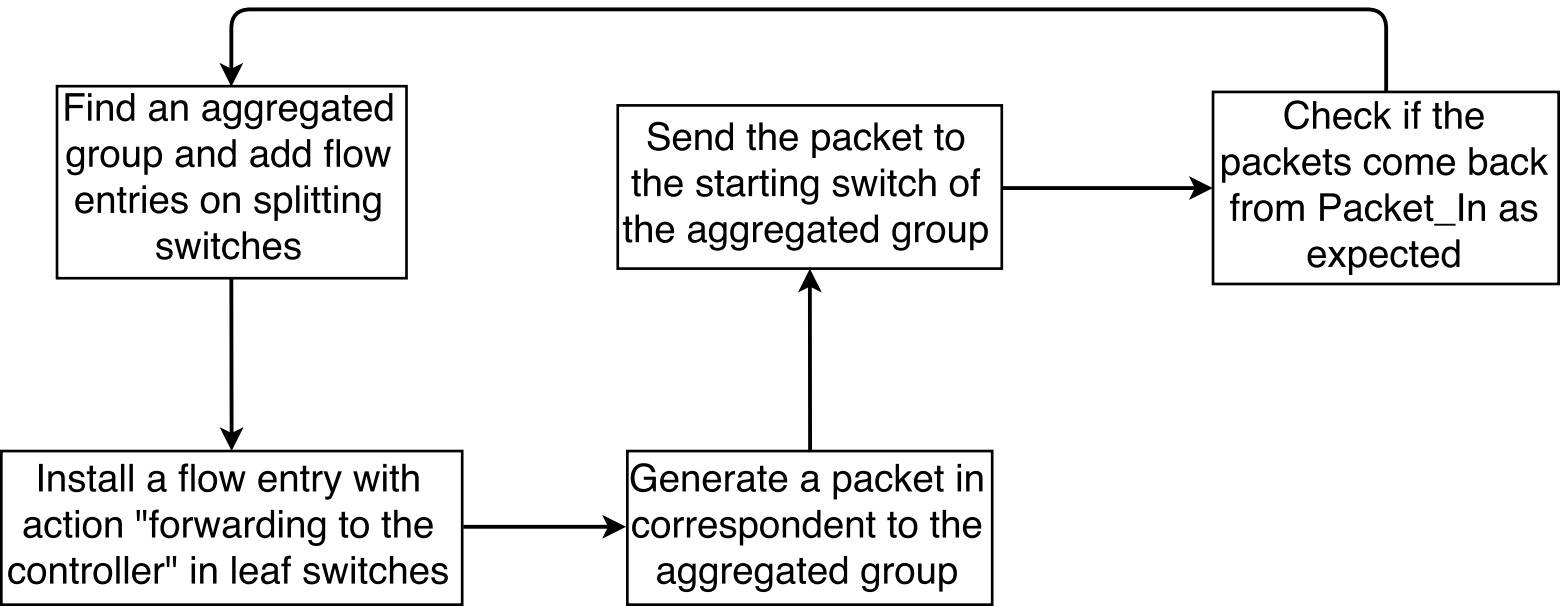 Find an aggregated
group and add flow
entries on splitting
switches
Install a flow entry with
action "forwarding to the
controller" in leaf switches
Generate a packet in
correspondent to the
aggregated group
Send the packet to
the starting switch of
the aggregated group
Check if the
packets come back
from Packet_In as
expected